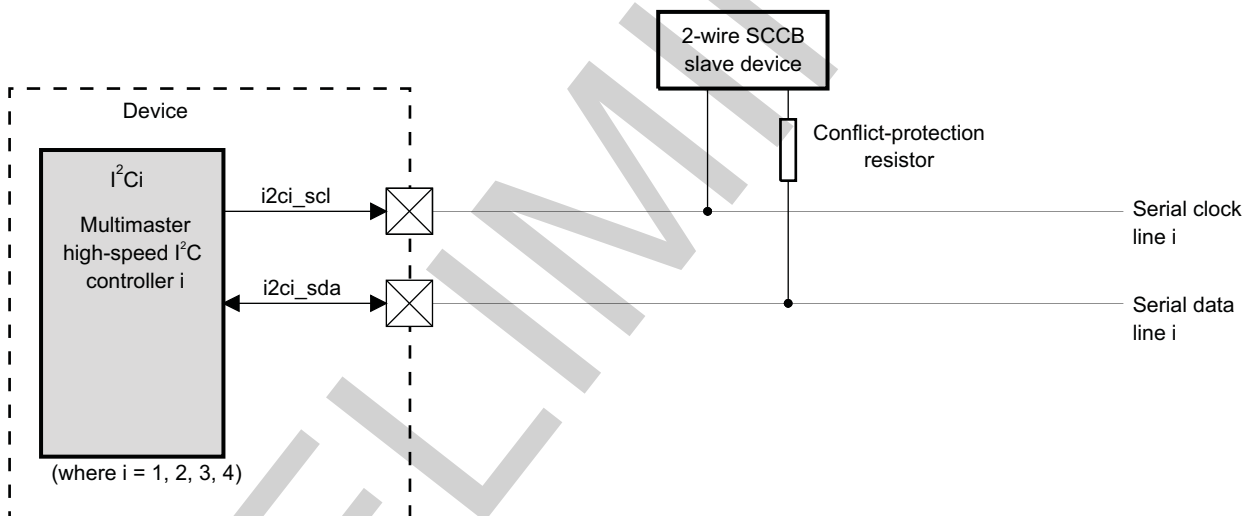 2-wire SCCB
slave device
Device
Conflict-protection
resistor
I²Ci
Multimaster
high-speed I²C
controller i
i2ci_scl
i2ci_sda
Serial clock
line i
Serial data
line i
(where i = 1, 2, 3, 4)